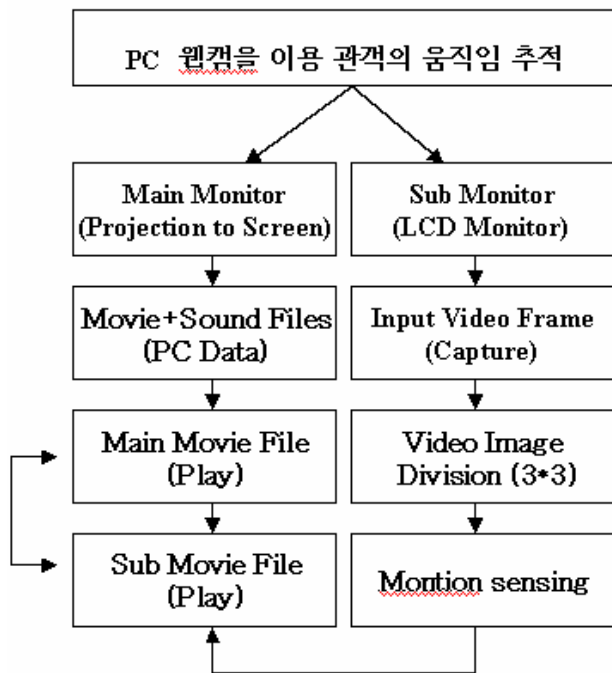 PC 웹캠을 이용 관객의 움직임 추적
Main Monitor
(Projection to Screen)
Sub Monitor
(LCD Monitor)
Movie+Sound Files
(PC Data)
Input Video Frame
(Capture)
Main Movie File
(Play)
Video Image
Division (3*3)
Sub Movie File
(Play)
Montion sensing